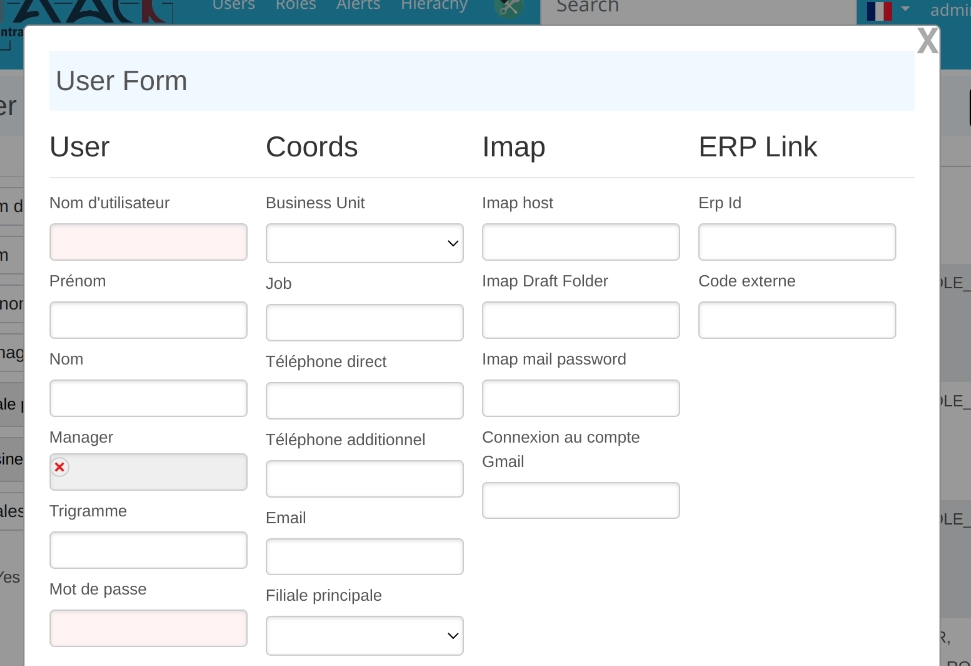 Users Roles Alerts Hierachy
Search
X
User Form
User
Nom d'utilisateur
Prénom
Nom
Manager
Trigramme
Mot de passe
Coords
Business Unit
Job
Téléphone direct
Téléphone additionnel
Email
Filiale principale
Imap
Imap host
Imap Draft Folder
Imap mail password
Connexion au compte
Gmail
ERP Link
Erp Id
Code externe
Yes